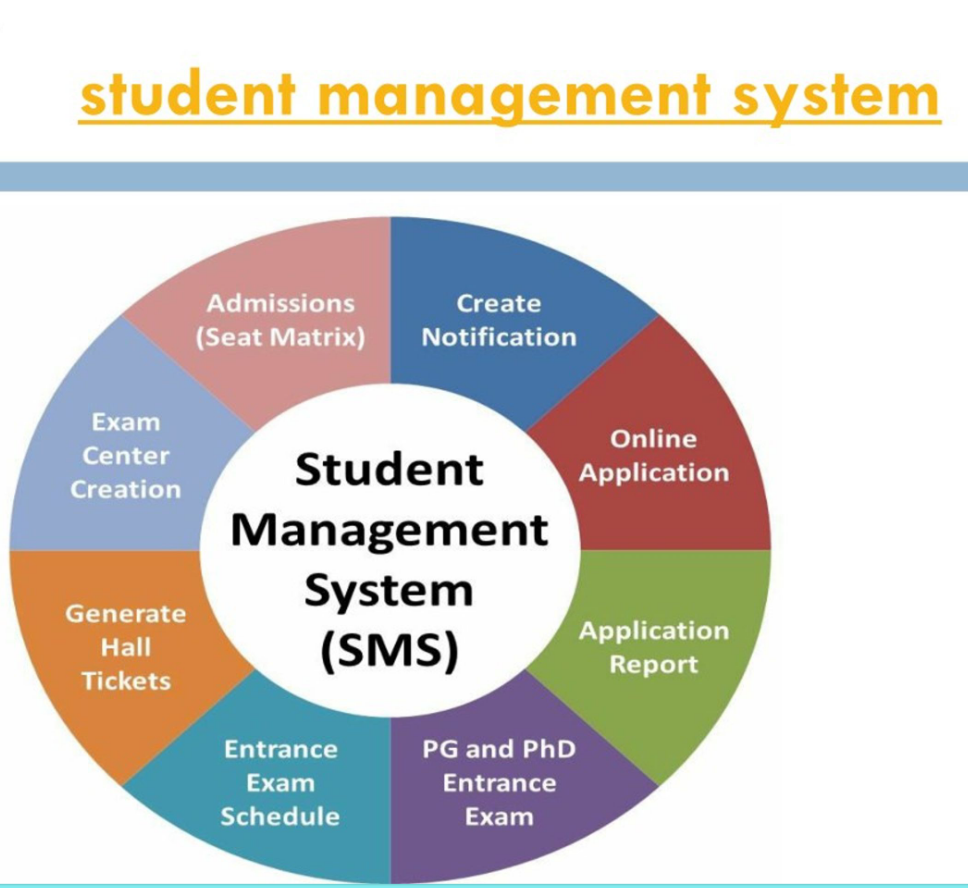 student management system
Admissions
(Seat Matrix)
Create
Notification
Online
Application
Application
Report
PG and PhD
Entrance
Exam
Entrance
Exam
Schedule
Generate
Hall
Tickets
Exam
Center
Creation
Student
Management
System
(SMS)